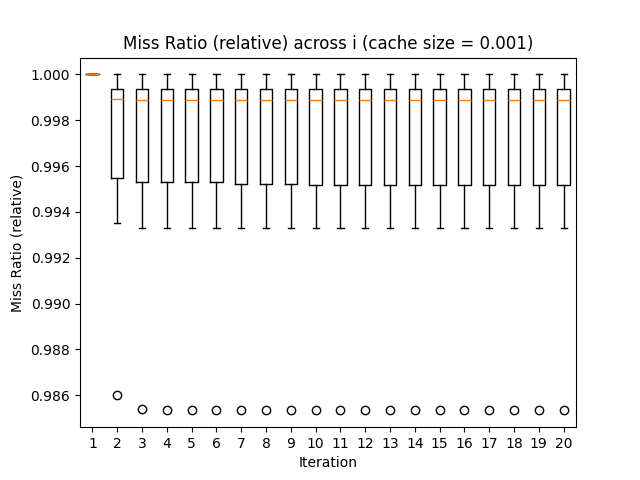 Miss Ratio (relative) across i (cache size = 0.001)
Miss Ratio (relative)
1.000
0.998
0.996
0.994
0.992
0.990
0.988
0.986
1 2 3 4 5 6 7 8 9 10 11 12 13 14 15 16 17 18 19 20
Iteration